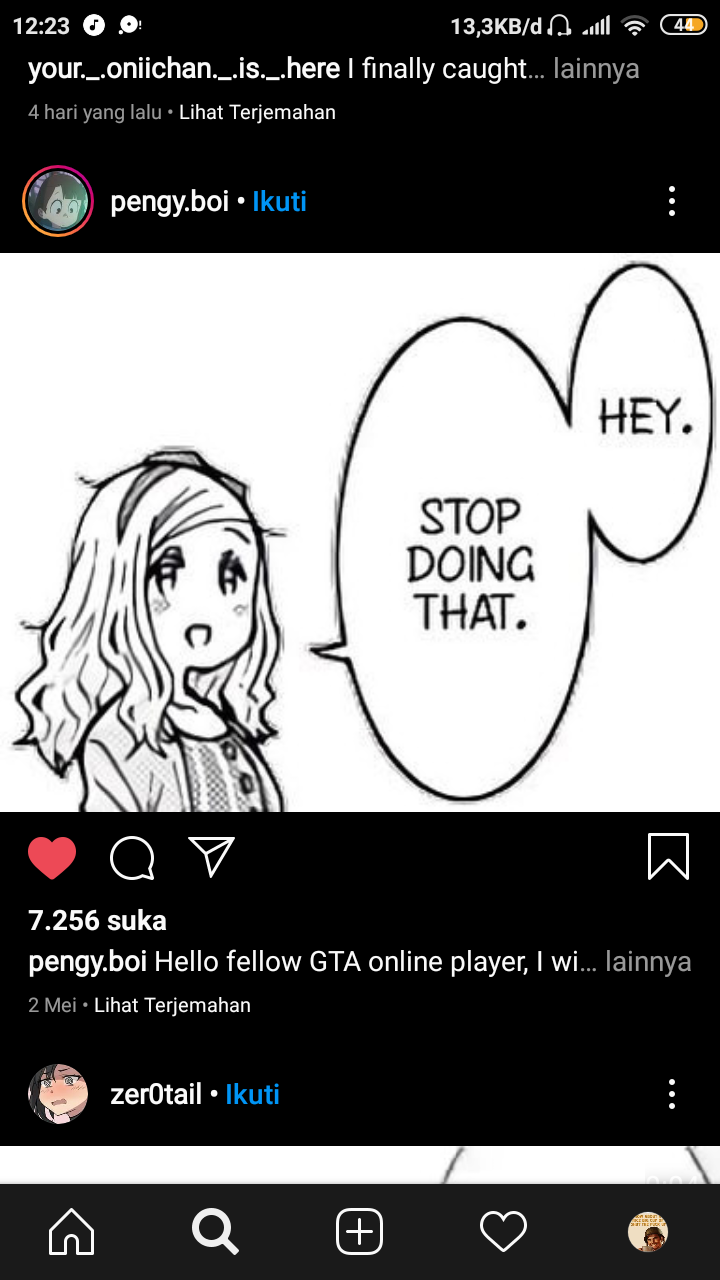 12:23
13,3KB/d
44
your._.oniichan._.is._.here I finally caught... lainnya
4 hari yang lalu • Lihat Terjemahan
pengy.boi • Ikuti
HEY.
STOP
DOING
THAT.
7.256 suka
pengy.boi Hello fellow GTA online player, I wi... lainnya
2 Mei • Lihat Terjemahan
zer0tail • Ikuti